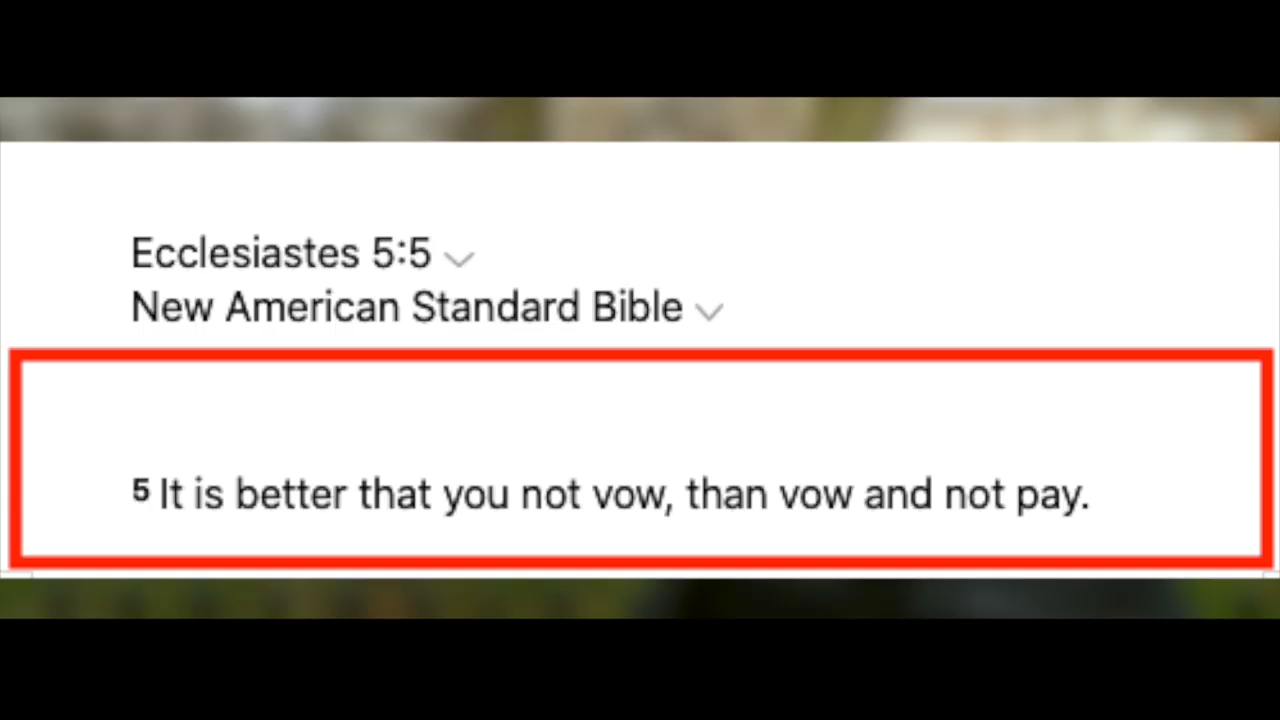 Ecclesiastes 5:5
New American Standard Bible
5 It is better that you not vow, than vow and not pay.